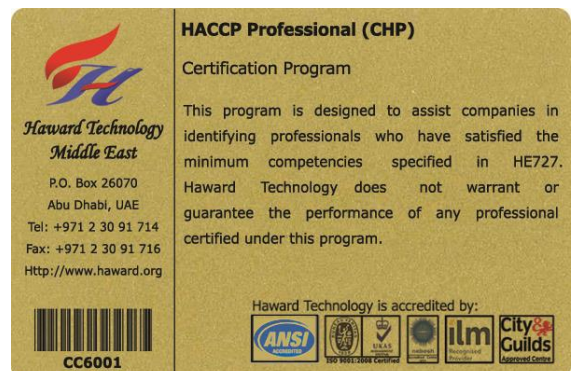 Haward Technology
Middle East
P.O. Box 26070
Abu Dhabi, UAE
Tel: +971 2 30 91 714
Fax: +971 2 30 91 716
Http://www.haward.org
CC6001
HACCP Professional (CHP)
Certification Program
This program is designed to assist companies in
identifying professionals who have satisfied the
minimum competencies specified in HE727.
Haward Technology does not warrant or
guarantee the performance of any professional
certified under this program.
Haward Technology is accredited by:
ANSI
ACCREDITED
UKAS
ISO 9001:2008 Certified
ilm
Recognised
Provider
City&
Guilds
Approved Centre